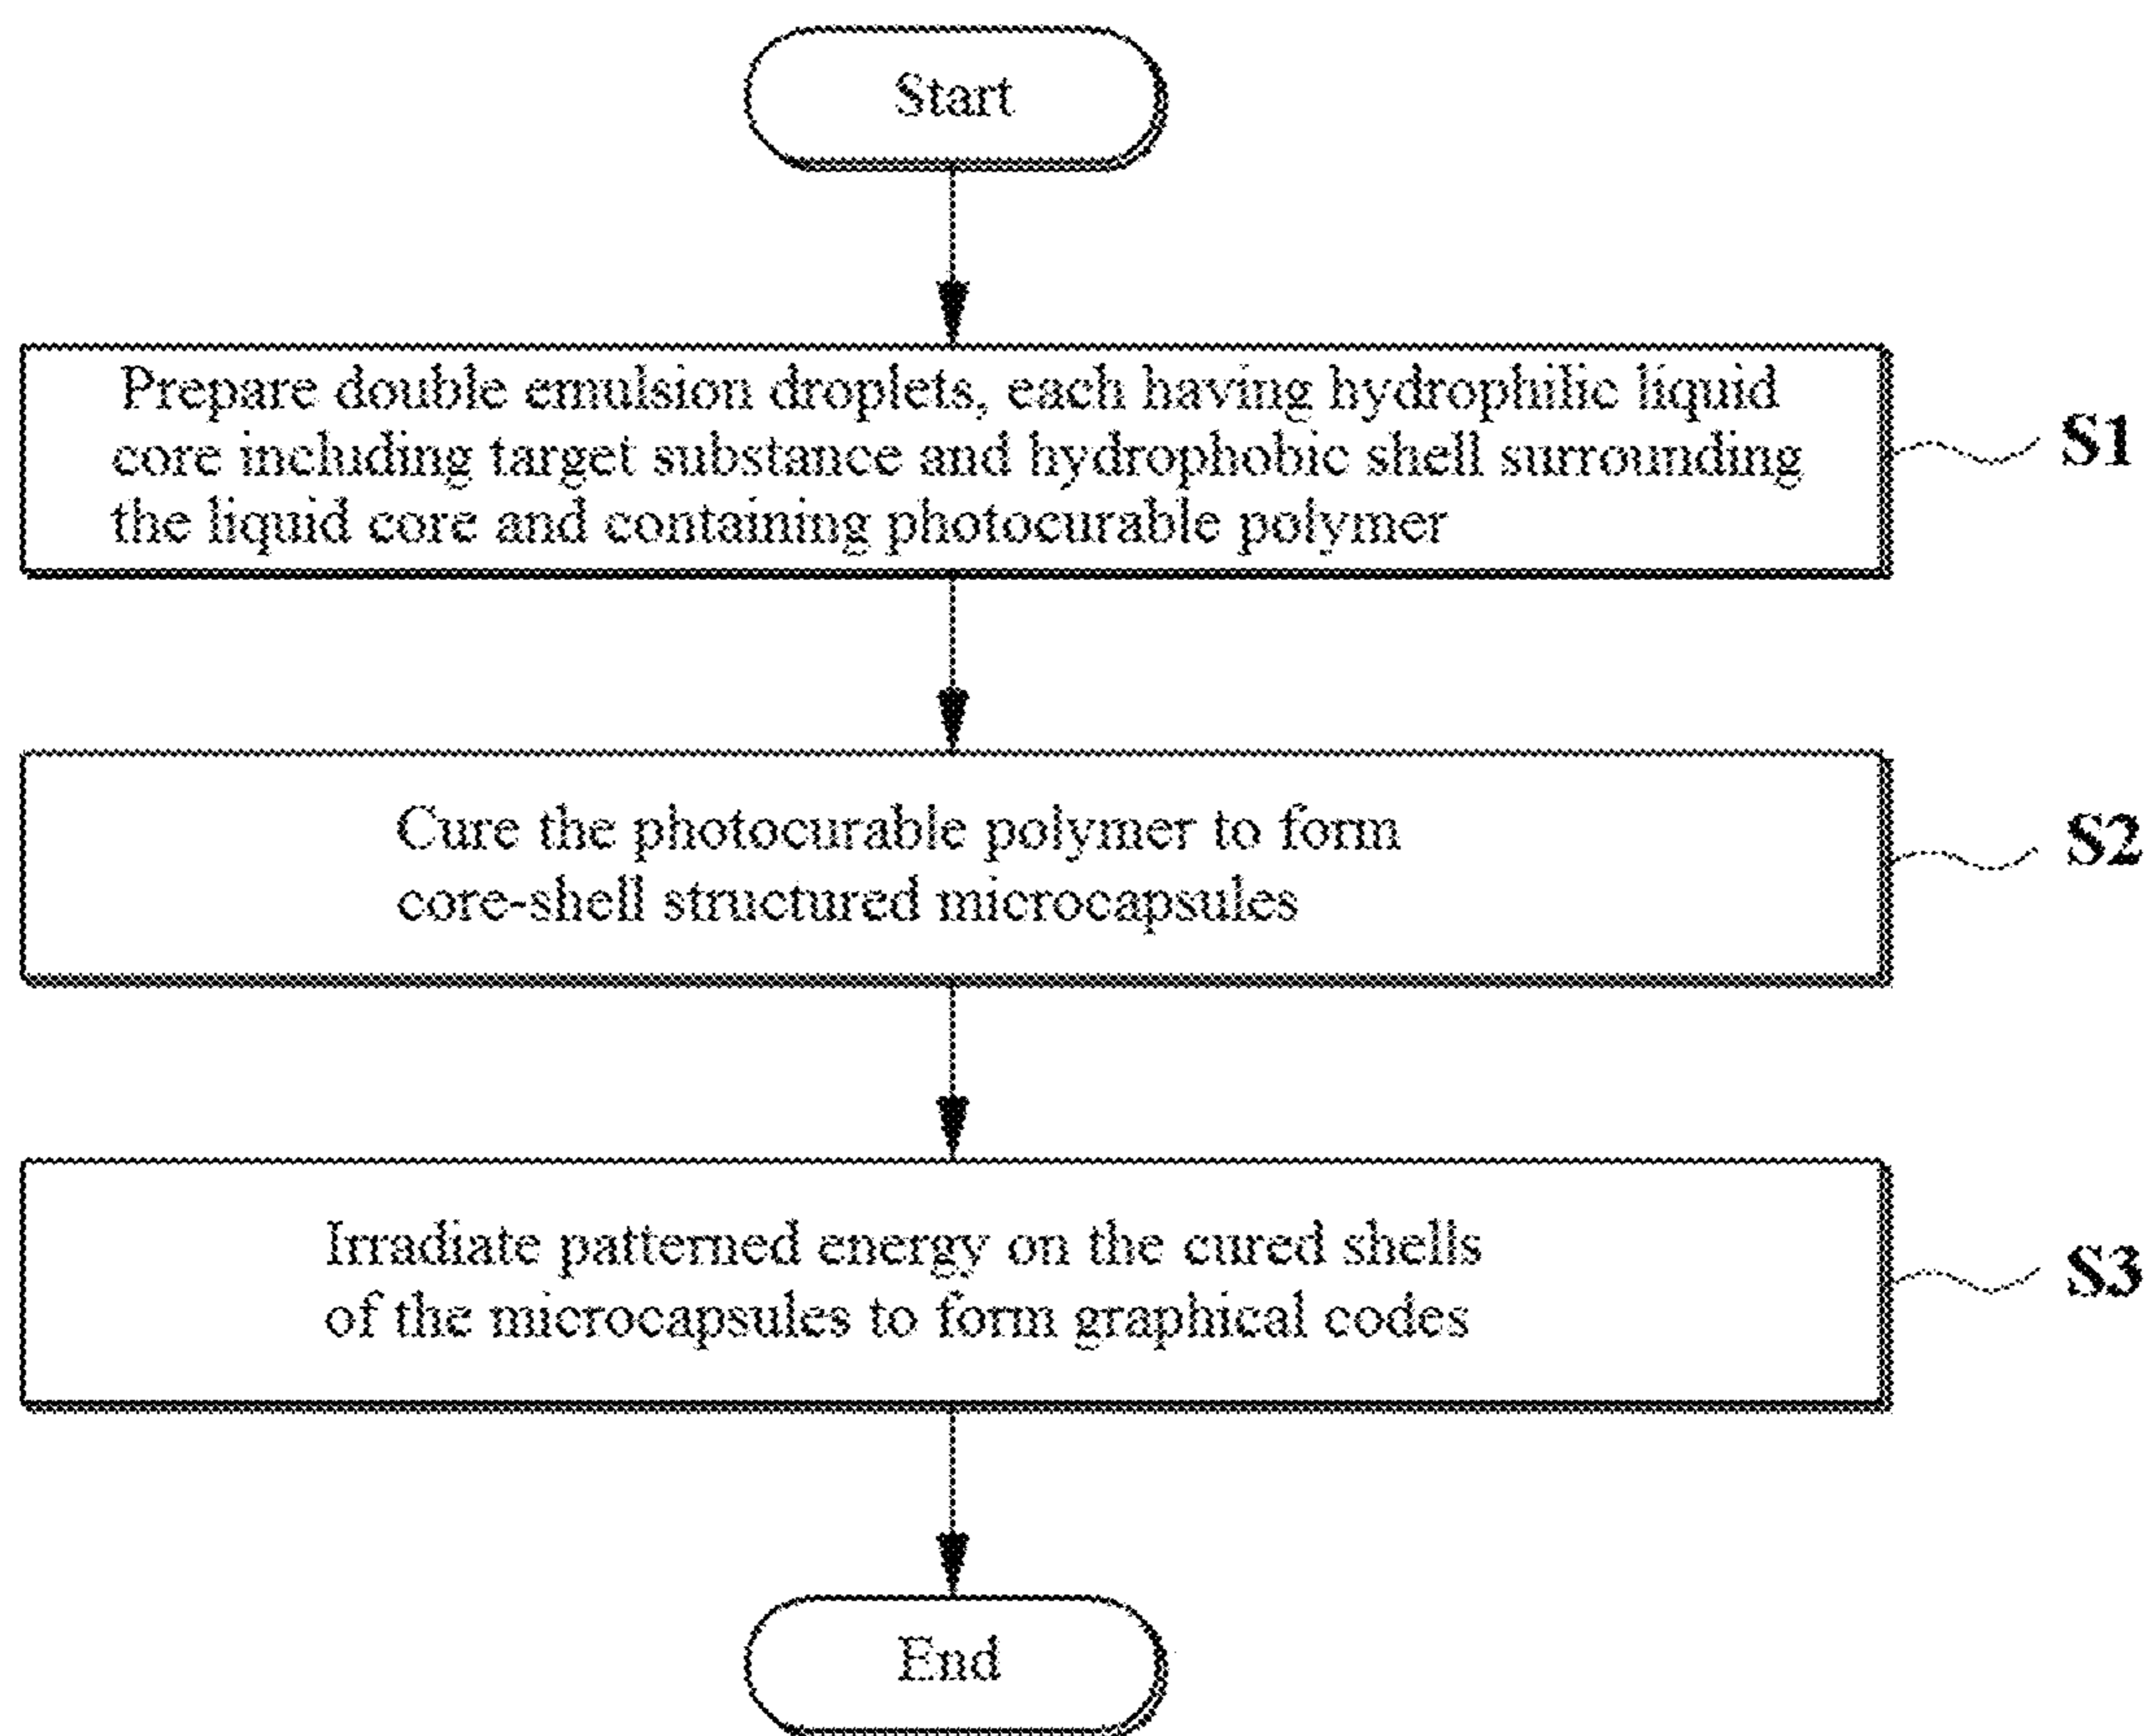 Start
Prepare double emulsion droplets, each having hydrophilic liquid
core including target substance and hydrophobic shell surrounding
the liquid core and containing photocurable polymer
S1
Cure the photocurable polymer to form
core-shell structured microcapsules
S2
Irradiate patterned energy on the cured shells
of the microcapsules to form graphical codes
S3
End